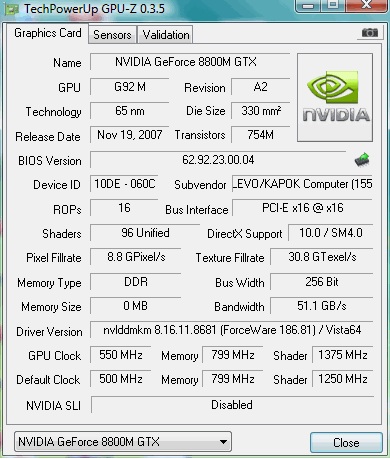 TechPowerUp GPU-Z 0.3.5
Graphics Card Sensors Validation
Name NVIDIA GeForce 8800M GTX
GPU G92 M Revision A2
Technology 65 nm Die Size 330 mm²
Release Date Nov 19, 2007 Transistors 754M
NVIDIA
BIOS Version 62.92.23.00.04
Device ID 10DE - 060C Subvendor LEVO/KAPOK Computer (155
ROPs 16 Bus Interface PCI-E x16 @ x16
Shaders 96 Unified DirectX Support 10.0 / SM4.0
Pixel Fillrate 8.8 GPixel/s Texture Fillrate 30.8 GTexel/s
Memory Type DDR Bus Width 256 Bit
Memory Size 0 MB Bandwidth 51.1 GB/s
Driver Version nvlddmkm 8.16.11.8681 (ForceWare 186.81) / Vista64
GPU Clock 550 MHz Memory 799 MHz Shader 1375 MHz
Default Clock 500 MHz Memory 799 MHz Shader 1250 MHz
NVIDIA SLI Disabled
NVIDIA GeForce 8800M GTX Close